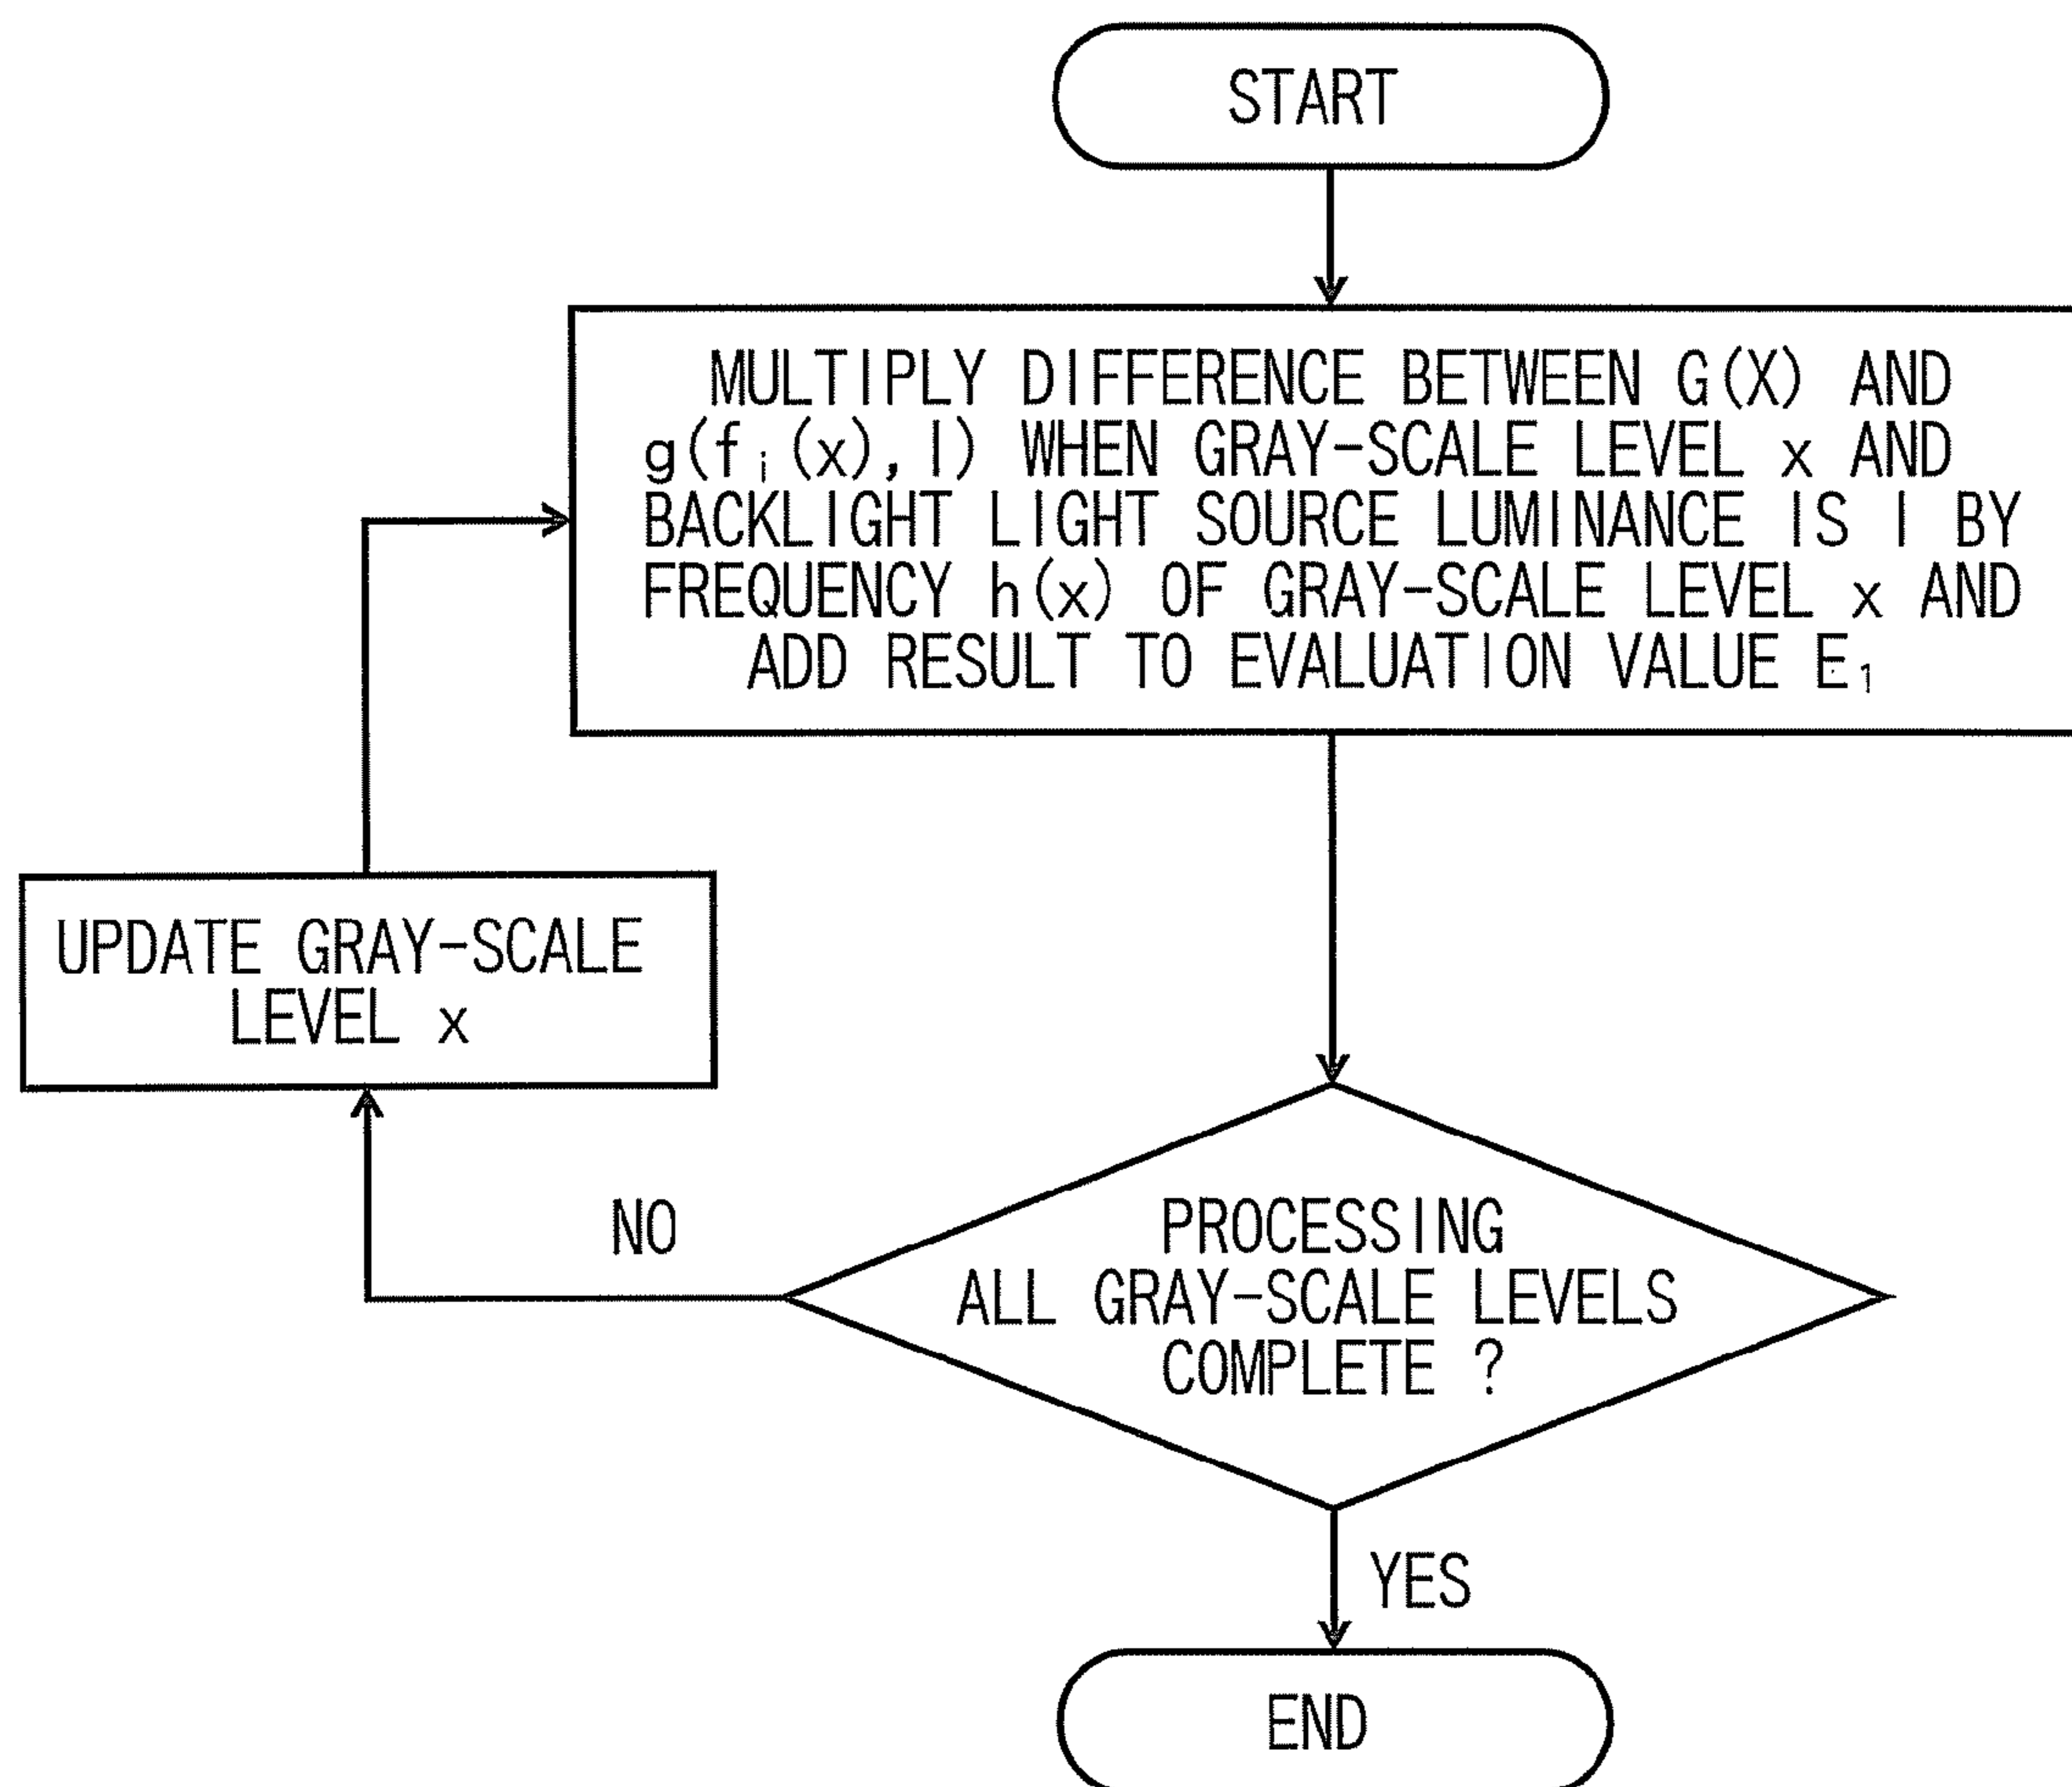 START
MULTIPLY DIFFERENCE BETWEEN G(X) AND
g(fᵢ(x), I) WHEN GRAY-SCALE LEVEL x AND
BACKLIGHT LIGHT SOURCE LUMINANCE IS I BY
FREQUENCY h(x) OF GRAY-SCALE LEVEL x AND
ADD RESULT TO EVALUATION VALUE E₁
UPDATE GRAY-SCALE
LEVEL x
NO
PROCESSING
ALL GRAY-SCALE LEVELS
COMPLETE ?
YES
END